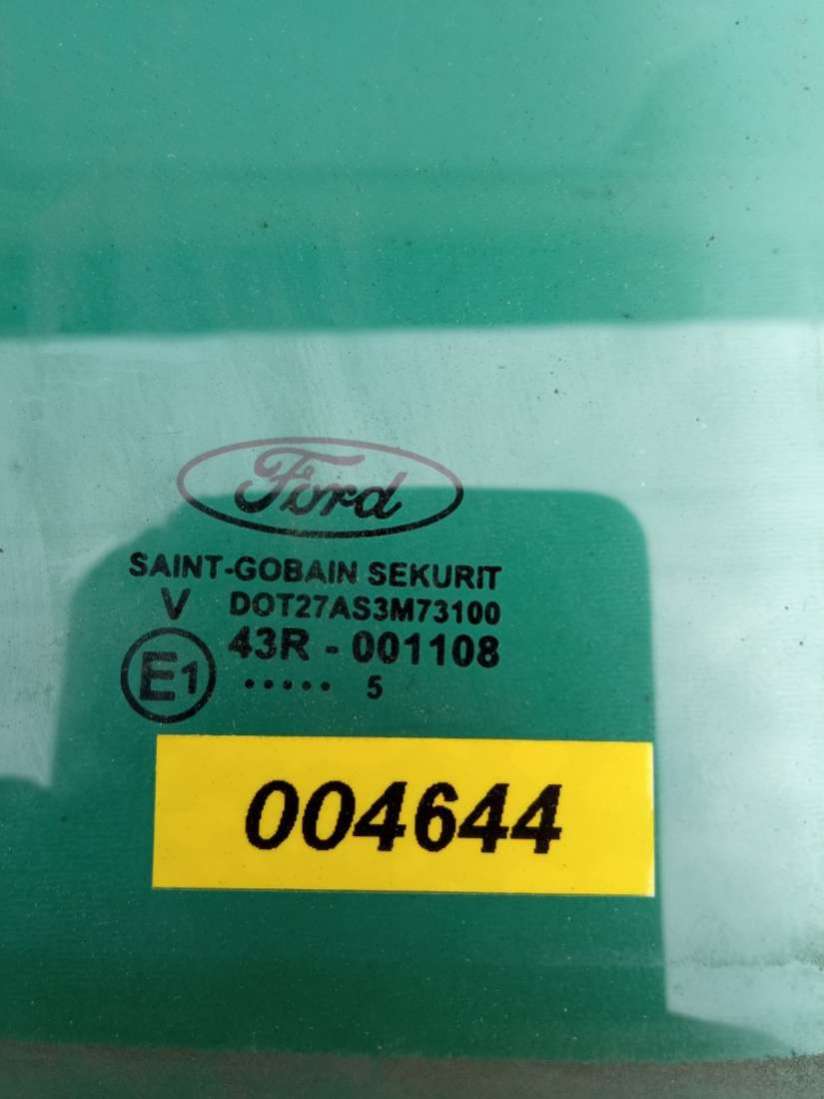 Ford
SAINT-GOBAIN SEKURIT
V DOT27AS3M73100
43R - 001108
E1 ..... 5
004644